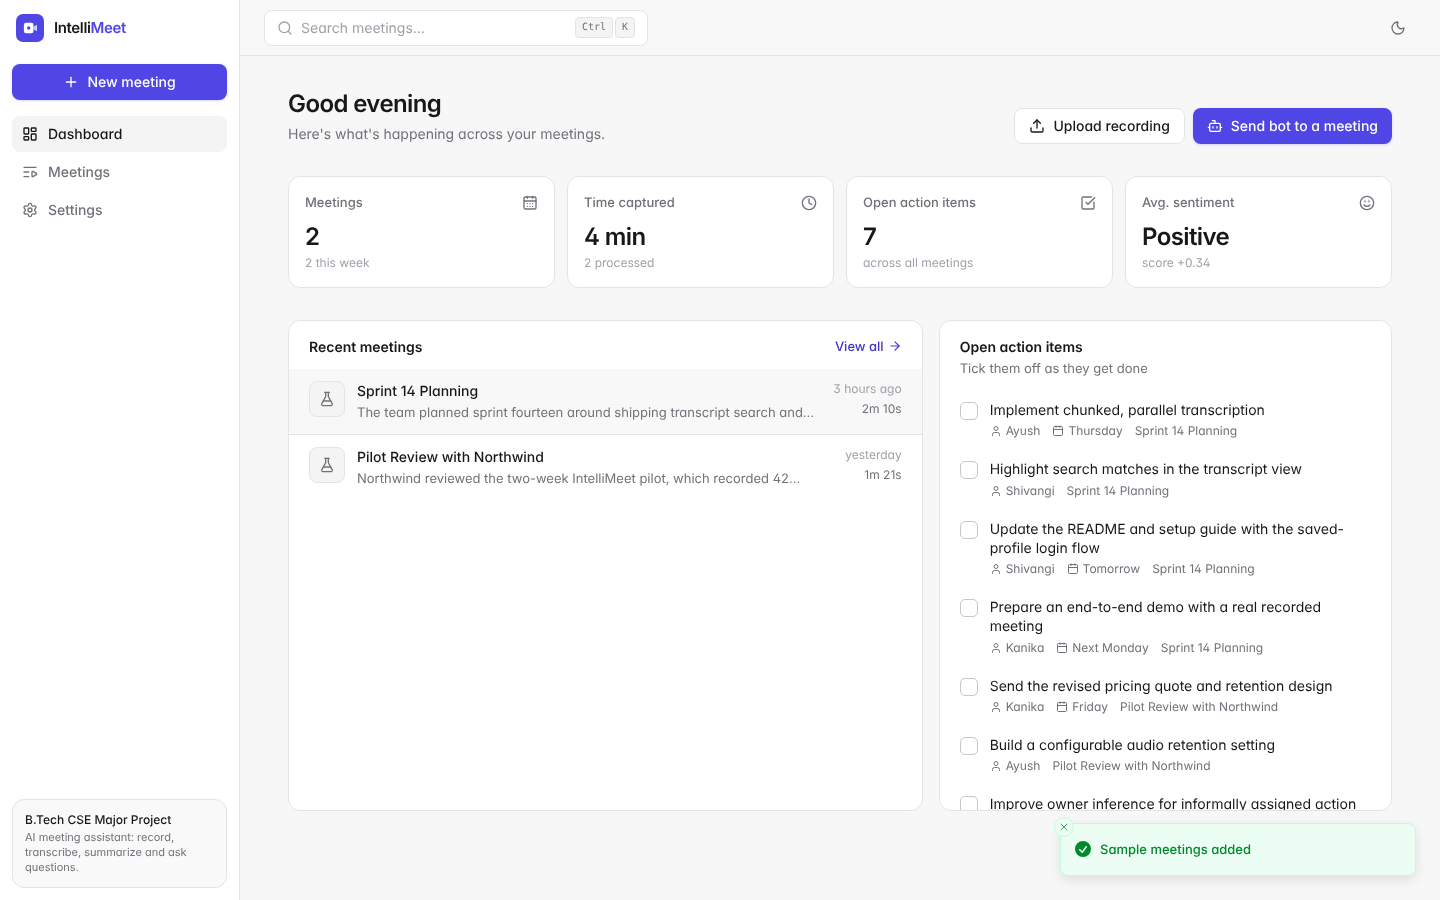 IntelliMeet
Search meetings...
Ctrl K
New meeting
Dashboard
Meetings
Settings
Good evening
Here's what's happening across your meetings.
Upload recording
Send bot to a meeting
Meetings
2
2 this week
Time captured
4 min
2 processed
Open action items
7
across all meetings
Avg. sentiment
Positive
score +0.34
Recent meetings
View all
Sprint 14 Planning
3 hours ago
The team planned sprint fourteen around shipping transcript search and...
2m 10s
Pilot Review with Northwind
yesterday
Northwind reviewed the two-week IntelliMeet pilot, which recorded 42...
1m 21s
Open action items
Tick them off as they get done
Implement chunked, parallel transcription
Ayush Thursday Sprint 14 Planning
Highlight search matches in the transcript view
Shivangi Sprint 14 Planning
Update the README and setup guide with the saved-
profile login flow
Shivangi Tomorrow Sprint 14 Planning
Prepare an end-to-end demo with a real recorded
meeting
Kanika Next Monday Sprint 14 Planning
Send the revised pricing quote and retention design
Kanika Friday Pilot Review with Northwind
Build a configurable audio retention setting
Ayush Pilot Review with Northwind
Improve owner inference for informally assigned action
B.Tech CSE Major Project
AI meeting assistant: record,
transcribe, summarize and ask
questions.
Sample meetings added